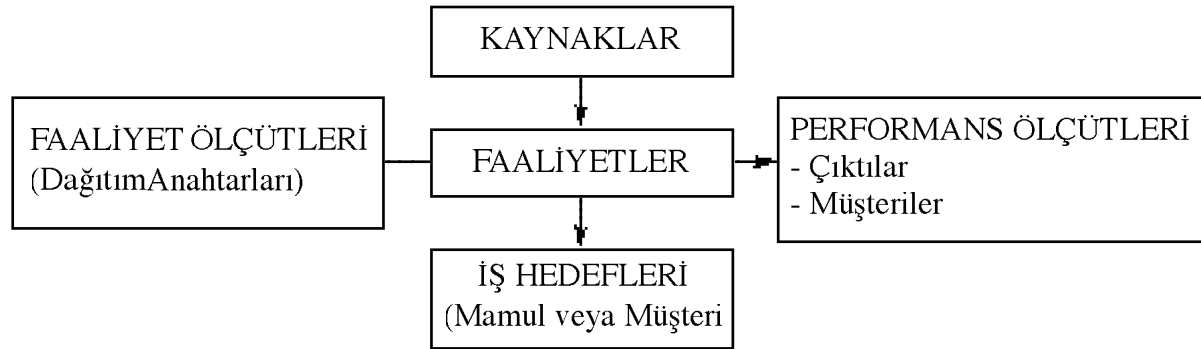 KAYNAKLAR
FAALİYET ÖLÇÜTLERİ
(DağıtımAnahtarları)
FAALİYETLER
PERFORMANS ÖLÇÜTLERİ
- Çıktılar
- Müşteriler
İŞ HEDEFLERİ
(Mamul veya Müşteri